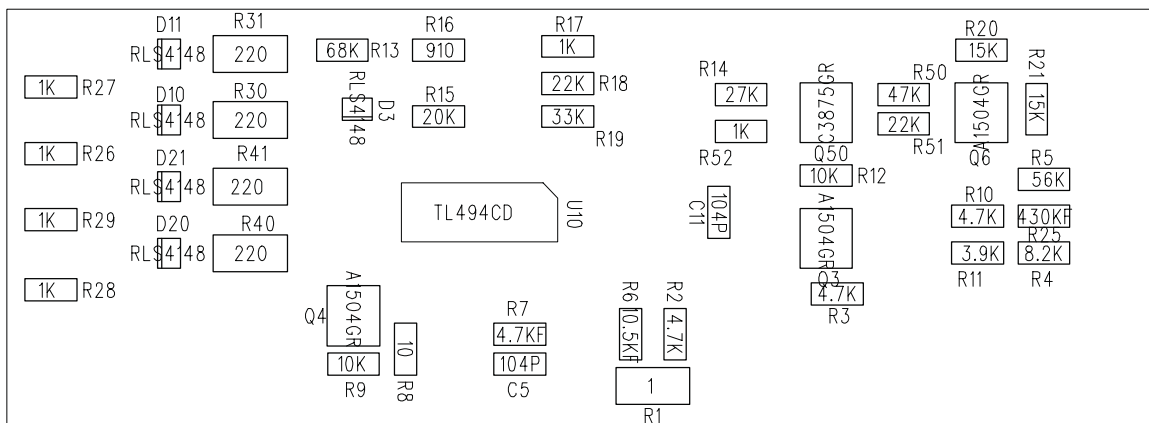 D11
RLS4148
R31
220
68K
R13
R16
910
R17
1K
R20
15K
1K
R27
D10
RLS4148
R30
220
RLS4148
D3
R15
20K
22K
R18
33K
R19
R14
27K
1K
R52
C3875GR
Q50
R50
47K
22K
R51
A1504GR
Q6
R21
15K
1K
R26
D21
RLS4148
R41
220
TL494CD
U10
C11
104P
10K
R12
R5
56K
1K
R29
D20
RLS4148
R40
220
A1504GR
Q3
R10
4.7K
430KF
R25
3.9K
R11
8.2K
R4
1K
R28
Q4
A1504GR
10K
R9
10
R8
R7
4.7KF
104P
C5
R6
10.5KF
R2
4.7K
1
R1
4.7K
R3